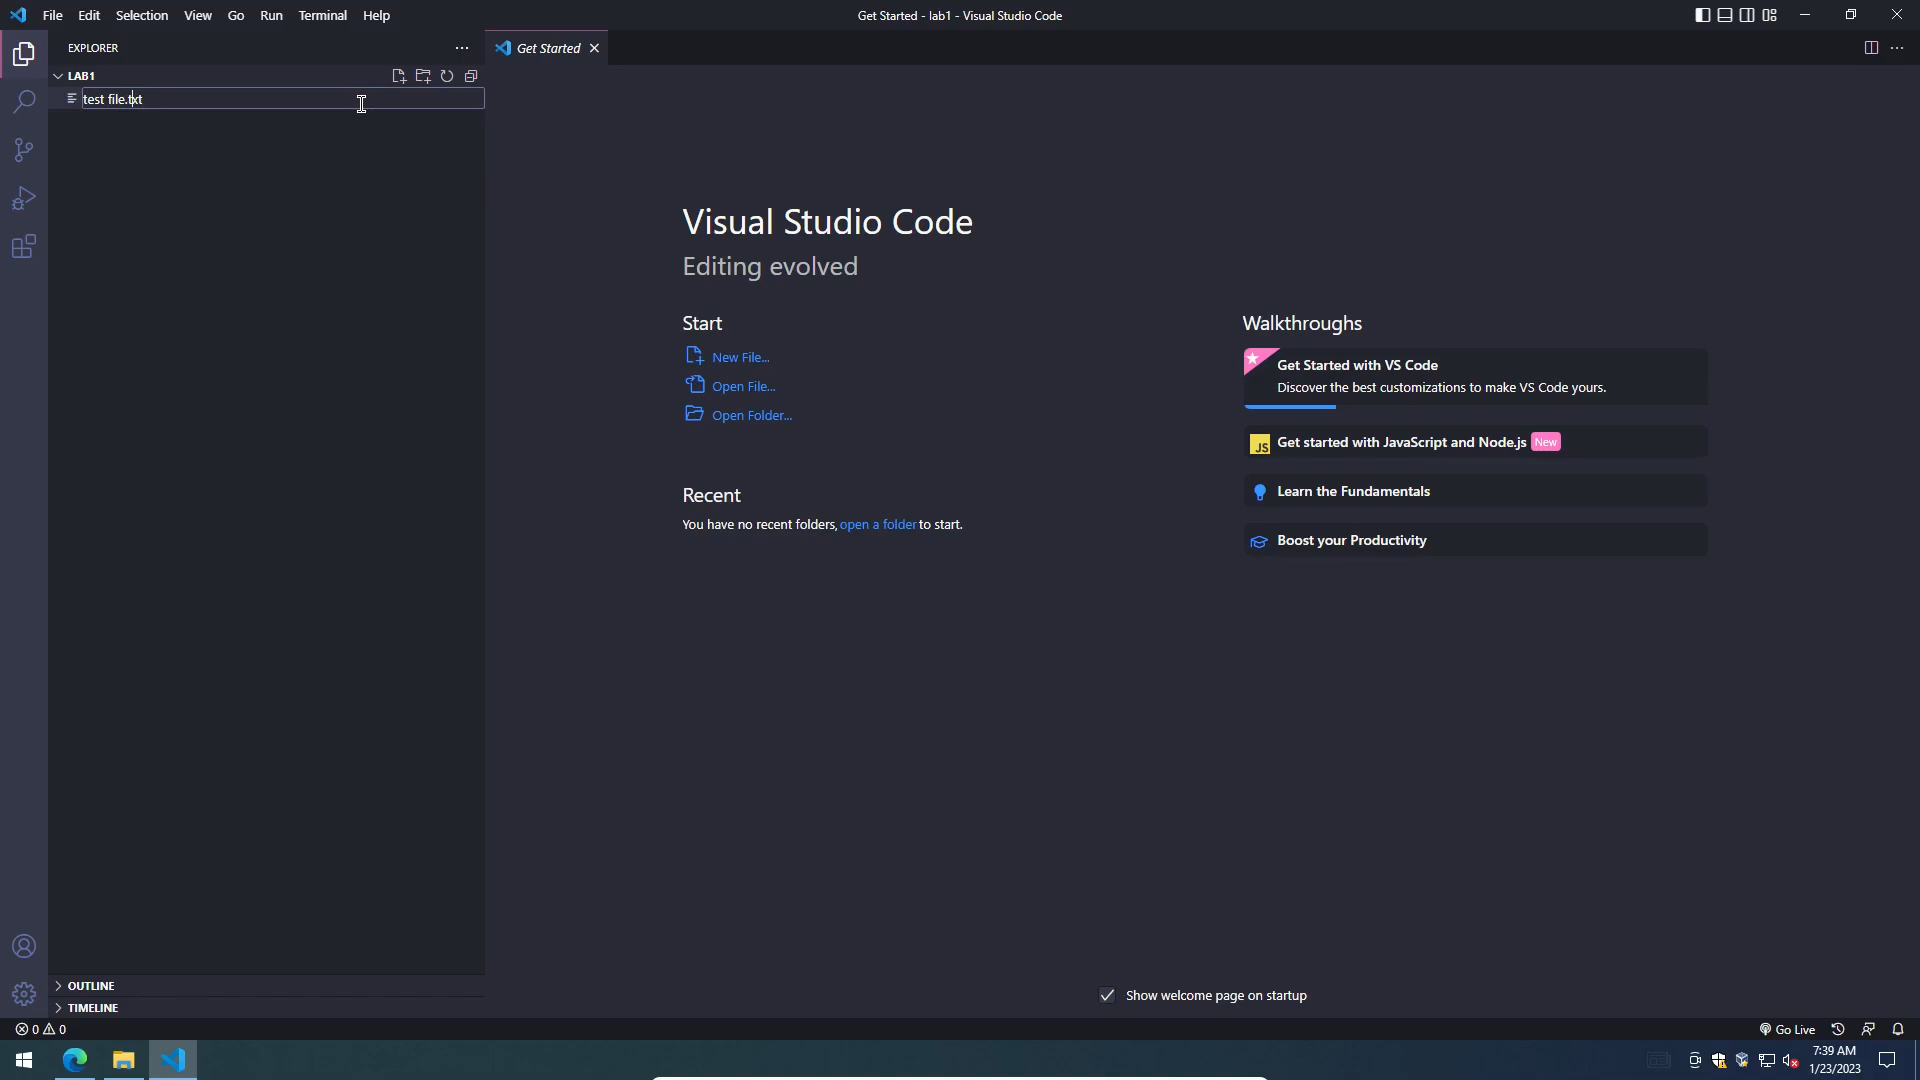 File Edit Selection View Go Run Terminal Help
Get Started - lab1 - Visual Studio Code
EXPLORER
Get Started
LAB1
test file.txt
Visual Studio Code
Editing evolved
Start
New File...
Open File...
Open Folder...
Recent
You have no recent folders, open a folder to start.
Walkthroughs
Get Started with VS Code
Discover the best customizations to make VS Code yours.
JS
Get started with JavaScript and Node.js New
Learn the Fundamentals
Boost your Productivity
OUTLINE
TIMELINE
Show welcome page on startup
0 0
Go Live
7:39 AM
1/23/2023